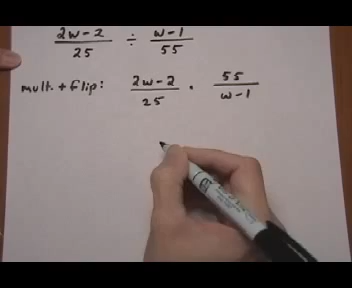 2w-2/25 ÷ w-1/55
mult. + flip: 2w-2/25 · 55/w-1